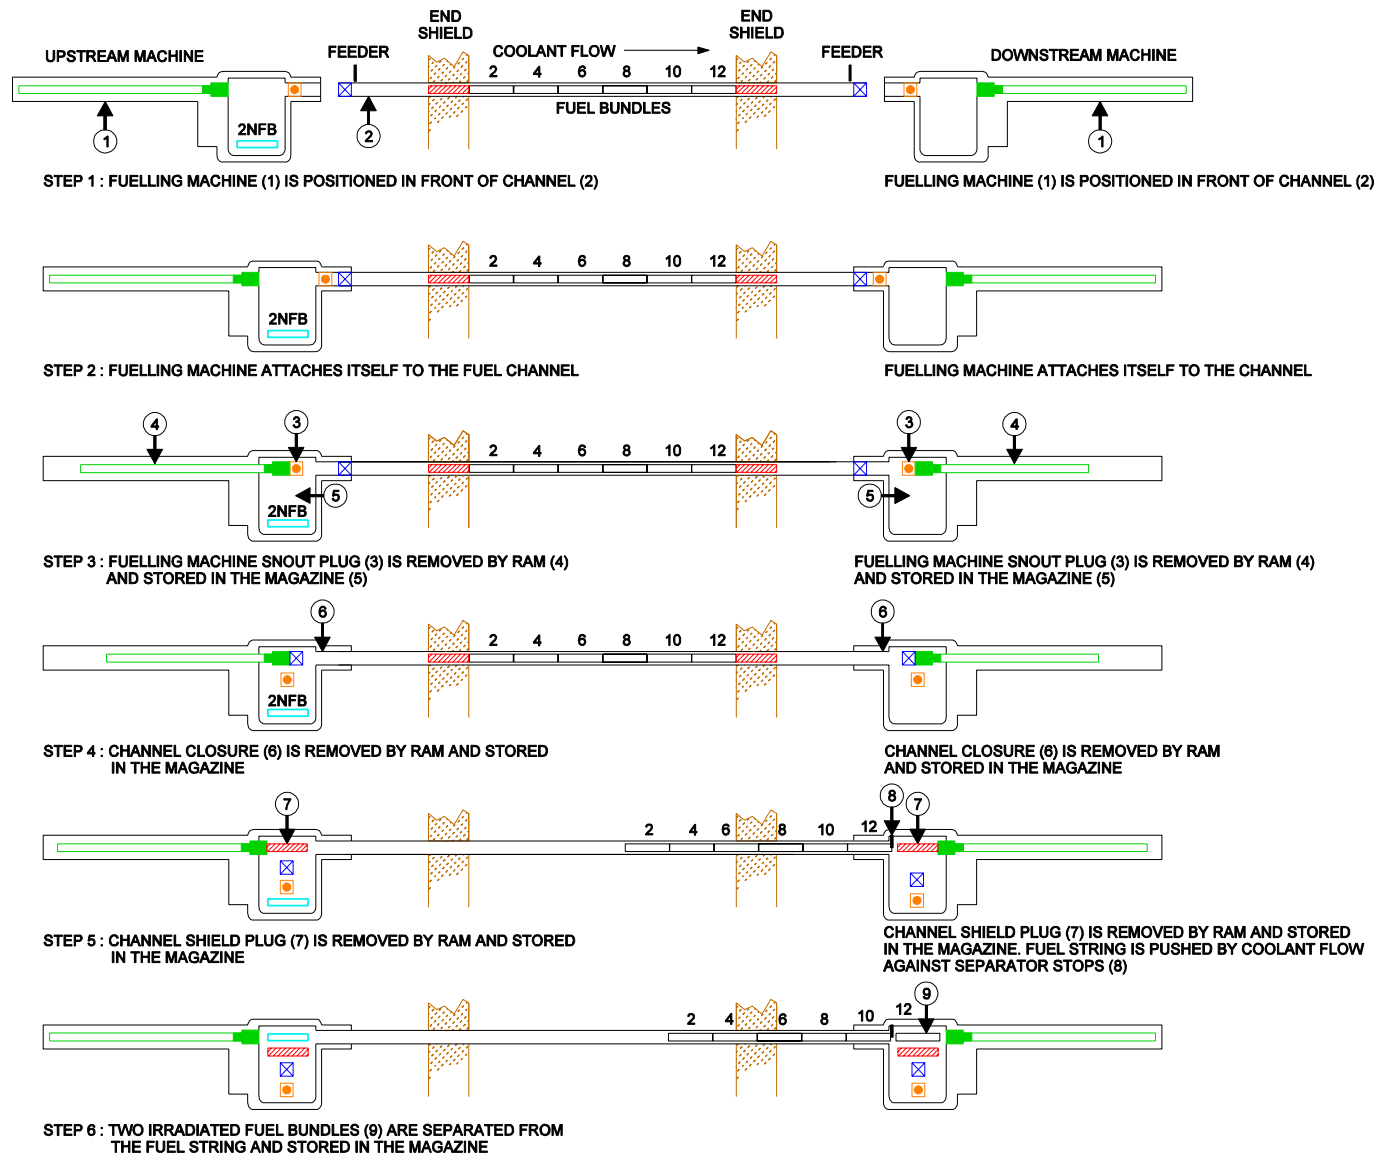 END
SHIELD
END
SHIELD
UPSTREAM MACHINE
FEEDER
COOLANT FLOW
FEEDER
DOWNSTREAM MACHINE
2 4 6 8 10 12
FUEL BUNDLES
2NFB
1
2
1
STEP 1 : FUELLING MACHINE (1) IS POSITIONED IN FRONT OF CHANNEL (2)
FUELLING MACHINE (1) IS POSITIONED IN FRONT OF CHANNEL (2)
2 4 6 8 10 12
2NFB
STEP 2 : FUELLING MACHINE ATTACHES ITSELF TO THE FUEL CHANNEL
FUELLING MACHINE ATTACHES ITSELF TO THE CHANNEL
4
3
3
4
2 4 6 8 10 12
5
5
2NFB
STEP 3 : FUELLING MACHINE SNOUT PLUG (3) IS REMOVED BY RAM (4)
AND STORED IN THE MAGAZINE (5)
FUELLING MACHINE SNOUT PLUG (3) IS REMOVED BY RAM (4)
AND STORED IN THE MAGAZINE (5)
6
6
2 4 6 8 10 12
2NFB
STEP 4 : CHANNEL CLOSURE (6) IS REMOVED BY RAM AND STORED
IN THE MAGAZINE
CHANNEL CLOSURE (6) IS REMOVED BY RAM
AND STORED IN THE MAGAZINE
7
8
7
2 4 6 8 10 12
STEP 5 : CHANNEL SHIELD PLUG (7) IS REMOVED BY RAM AND STORED
IN THE MAGAZINE
CHANNEL SHIELD PLUG (7) IS REMOVED BY RAM AND STORED
IN THE MAGAZINE. FUEL STRING IS PUSHED BY COOLANT FLOW
AGAINST SEPARATOR STOPS (8)
9
2 4 6 8 10 12
STEP 6 : TWO IRRADIATED FUEL BUNDLES (9) ARE SEPARATED FROM
THE FUEL STRING AND STORED IN THE MAGAZINE